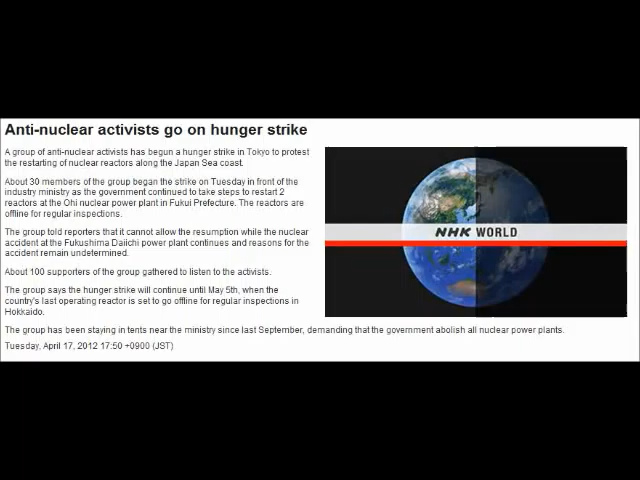 Anti-nuclear activists go on hunger strike
A group of anti-nuclear activists has begun a hunger strike in Tokyo to protest
the restarting of nuclear reactors along the Japan Sea coast.
About 30 members of the group began the strike on Tuesday in front of the
industry ministry as the government continued to take steps to restart 2
reactors at the Ohi nuclear power plant in Fukui Prefecture. The reactors are
offline for regular inspections.
The group told reporters that it cannot allow the resumption while the nuclear
accident at the Fukushima Daiichi power plant continues and reasons for the
accident remain undetermined.
About 100 supporters of the group gathered to listen to the activists.
The group says the hunger strike will continue until May 5th, when the
country's last operating reactor is set to go offline for regular inspections in
Hokkaido.
NHK WORLD
The group has been staying in tents near the ministry since last September, demanding that the government abolish all nuclear power plants.
Tuesday, April 17, 2012 17:50 +0900 (JST)